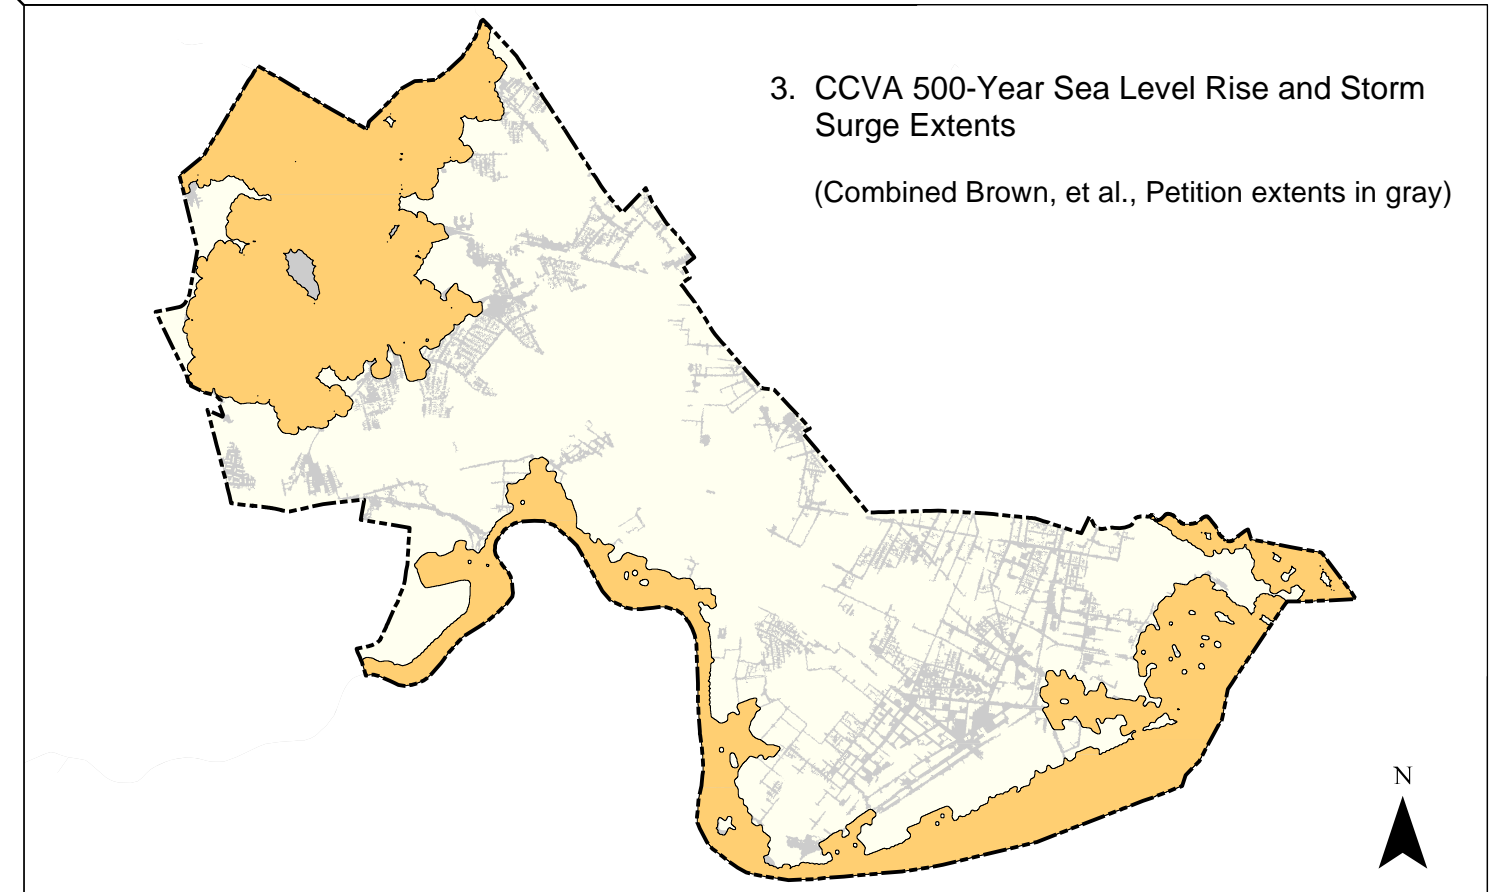 3. CCVA 500-Year Sea Level Rise and Storm
Surge Extents
(Combined Brown, et al., Petition extents in gray)
N